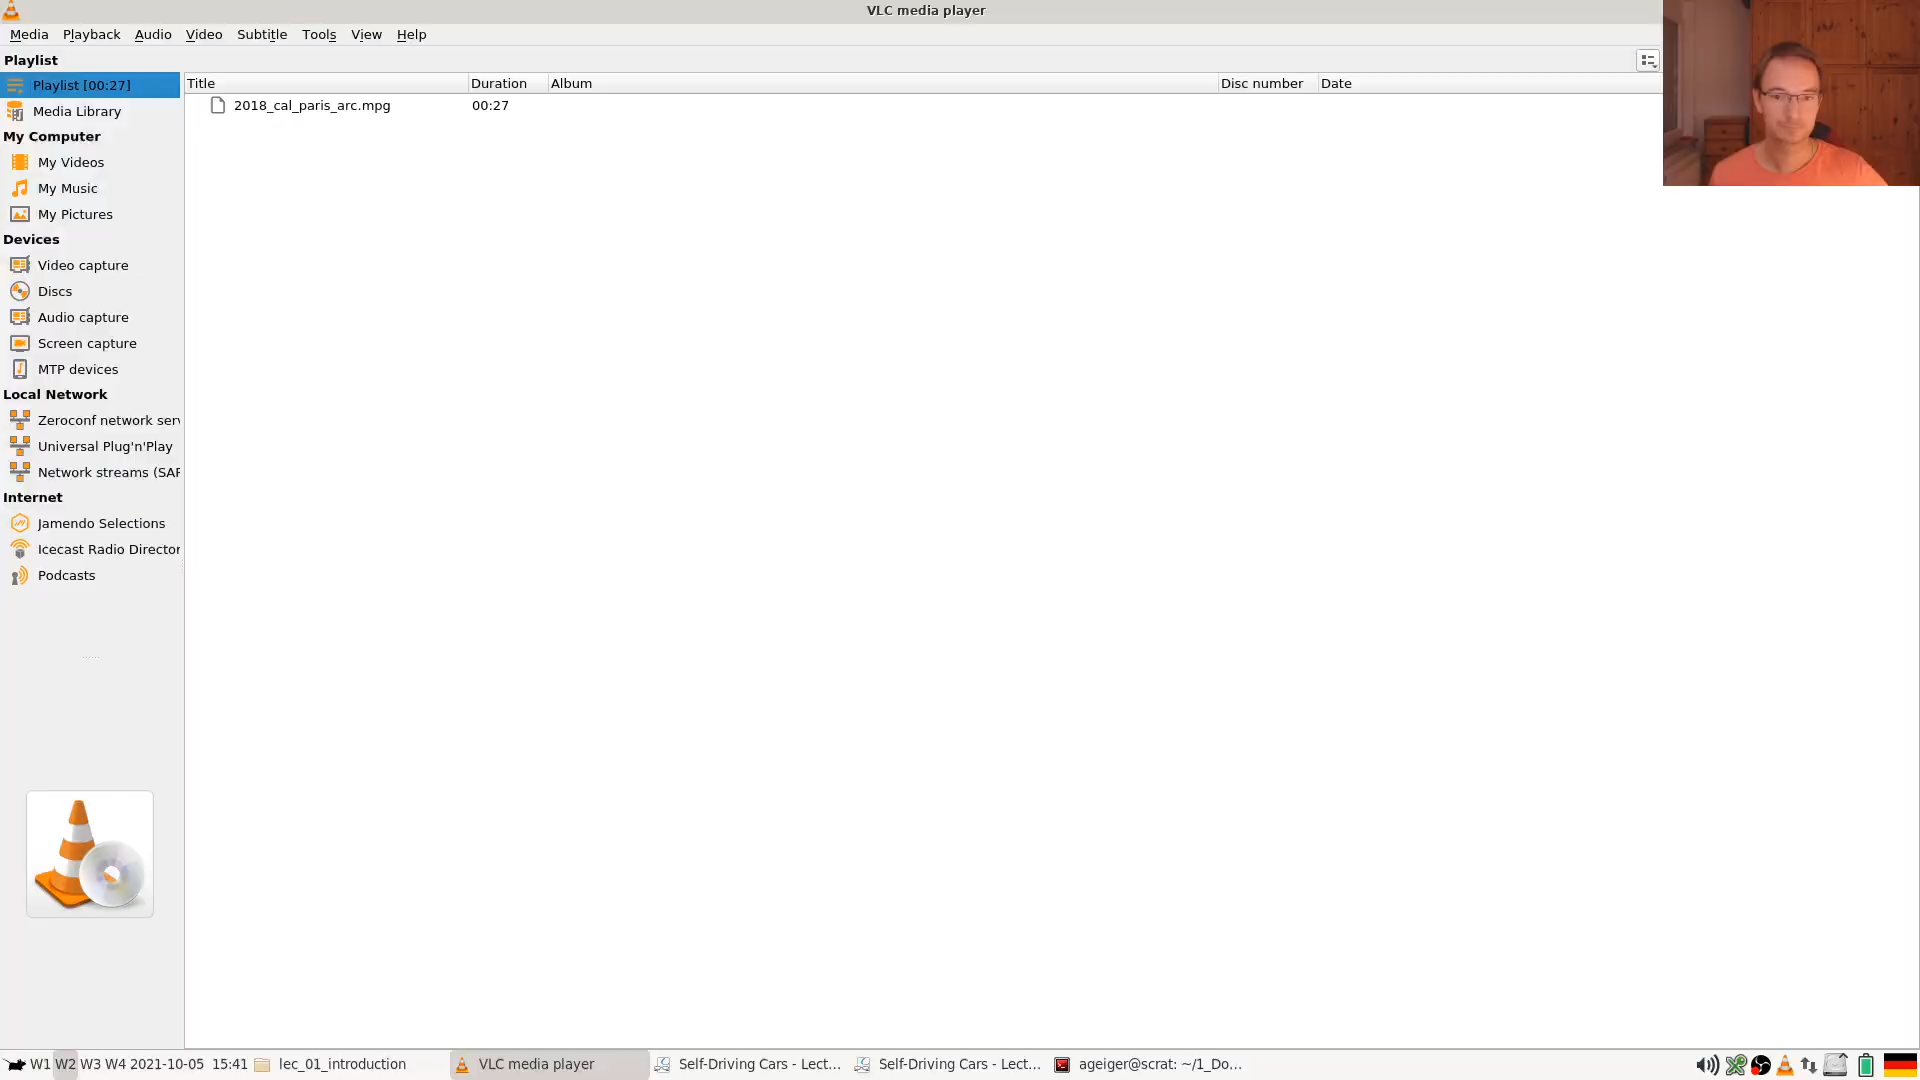 VLC media player
Media Playback Audio Video Subtitle Tools View Help
Playlist
Playlist [00:27]
Media Library
My Computer
My Videos
My Music
My Pictures
Devices
Video capture
Discs
Audio capture
Screen capture
MTP devices
Local Network
Zeroconf network serv
Universal Plug'n'Play
Network streams (SAP
Internet
Jamendo Selections
Icecast Radio Director
Podcasts
Title Duration Album Disc number Date
2018_cal_paris_arc.mpg 00:27
W1 W2 W3 W4 2021-10-05 15:41 lec_01_introduction VLC media player Self-Driving Cars - Lect... Self-Driving Cars - Lect... ageiger@scrat: ~/1_Do...